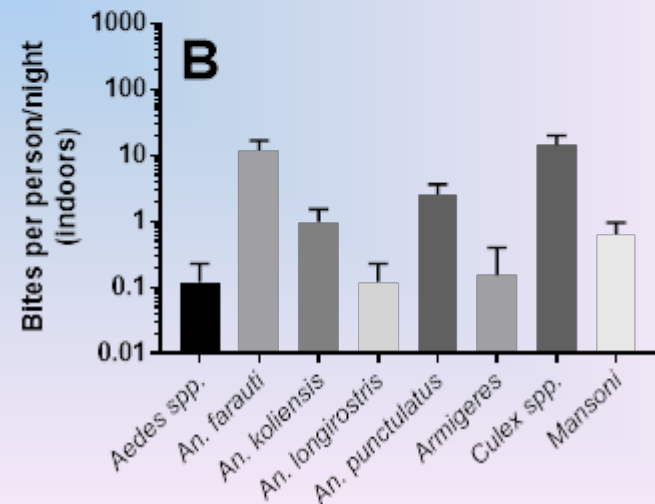 B
Bites per person/night
(indoors)
1000
100
10
1
0.1
0.01
Aedes spp.
An. farauti
An. koliensis
An. longirostris
An. punctulatus
Armigeres
Culex spp.
Mansoni